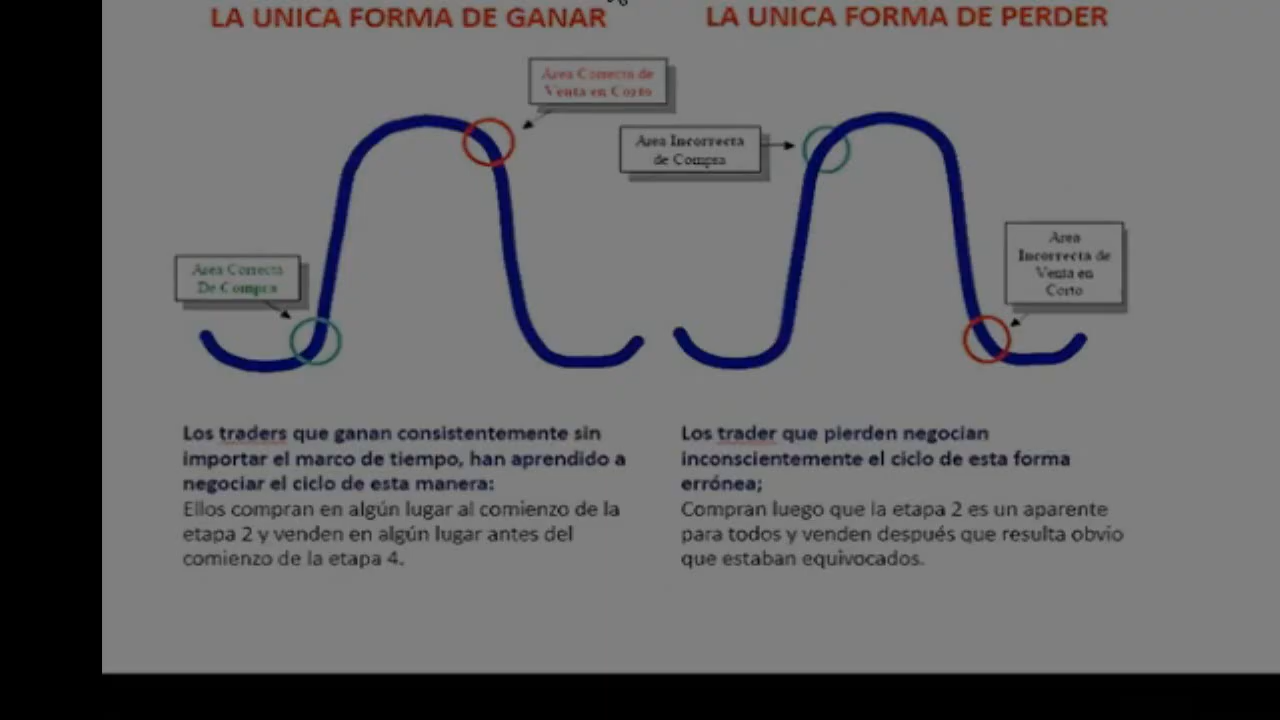 LA UNICA FORMA DE GANAR
Area Correcta de
Venta en Corto
Area Correcta
De Compra
Los traders que ganan consistentemente sin
importar el marco de tiempo, han aprendido a
negociar el ciclo de esta manera:
Ellos compran en algún lugar al comienzo de la
etapa 2 y venden en algún lugar antes del
comienzo de la etapa 4.
LA UNICA FORMA DE PERDER
Area Incorrecta
de Compra
Area
Incorrecta de
Venta en
Corto
Los trader que pierden negocian
inconscientemente el ciclo de esta forma
errónea;
Compran luego que la etapa 2 es un aparente
para todos y venden después que resulta obvio
que estaban equivocados.